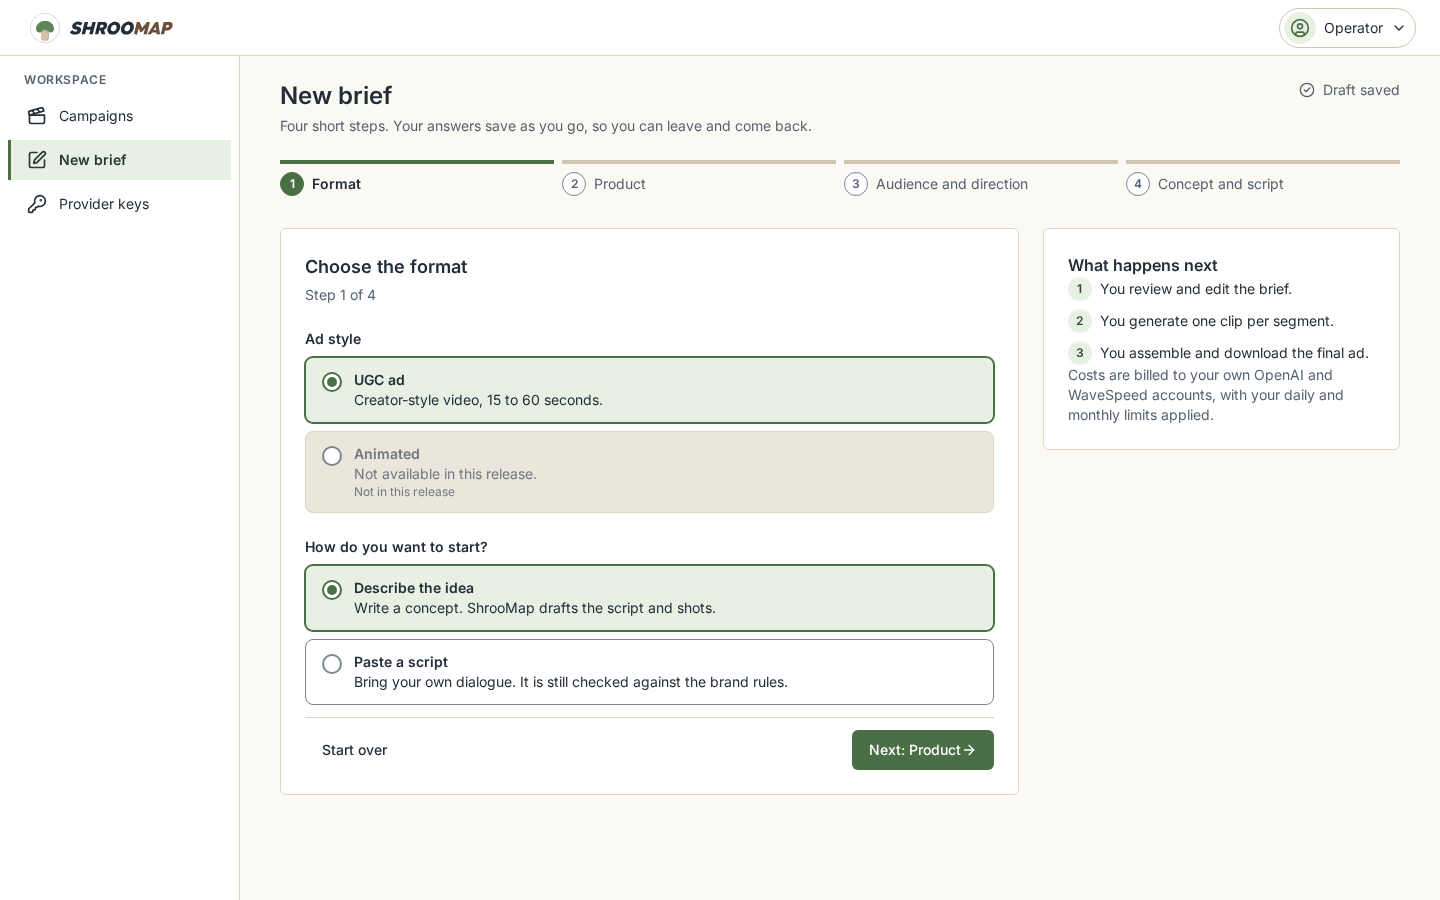 SHROOMAP
Operator
WORKSPACE
Campaigns
New brief
Provider keys
New brief
Draft saved
Four short steps. Your answers save as you go, so you can leave and come back.
1 Format
2 Product
3 Audience and direction
4 Concept and script
Choose the format
Step 1 of 4
Ad style
UGC ad
Creator-style video, 15 to 60 seconds.
Animated
Not available in this release.
Not in this release
How do you want to start?
Describe the idea
Write a concept. ShrooMap drafts the script and shots.
Paste a script
Bring your own dialogue. It is still checked against the brand rules.
Start over
Next: Product
What happens next
1 You review and edit the brief.
2 You generate one clip per segment.
3 You assemble and download the final ad.
Costs are billed to your own OpenAI and
WaveSpeed accounts, with your daily and
monthly limits applied.